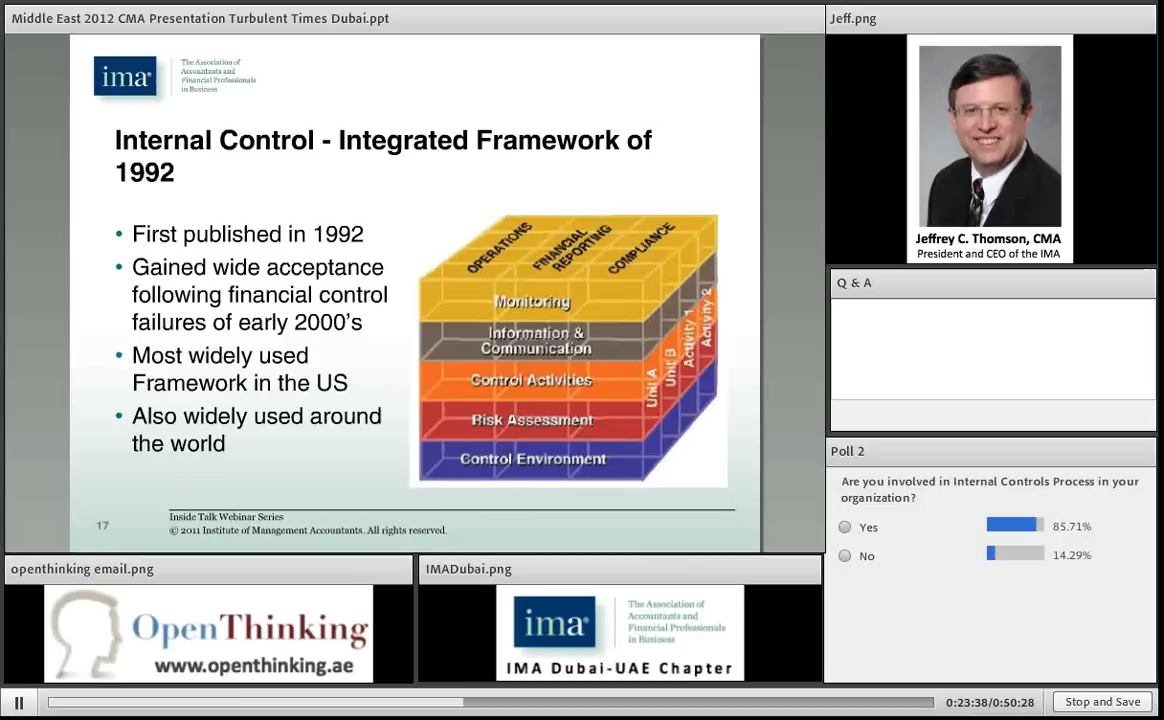 Middle East 2012 CMA Presentation Turbulent Times Dubai.ppt
ima®
The Association of
Accountants and
Financial Professionals
in Business
Internal Control - Integrated Framework of
1992
• First published in 1992
• Gained wide acceptance
following financial control
failures of early 2000's
• Most widely used
Framework in the US
• Also widely used around
the world
OPERATIONS
FINANCIAL
REPORTING
COMPLIANCE
Monitoring
Information &
Communication
Control Activities
Risk Assessment
Control Environment
Unit A
Unit B
Activity 1
Activity 2
17
Inside Talk Webinar Series
© 2011 Institute of Management Accountants. All rights reserved.
Jeff.png
Jeffrey C. Thomson, CMA
President and CEO of the IMA
Q & A
Poll 2
Are you involved in Internal Controls Process in your
organization?
Yes 85.71%
No 14.29%
openthinking email.png
OpenThinking
www.openthinking.ae
IMADubai.png
ima®
The Association of
Accountants and
Financial Professionals
in Business
IMA Dubai-UAE Chapter
0:23:38/0:50:28
Stop and Save